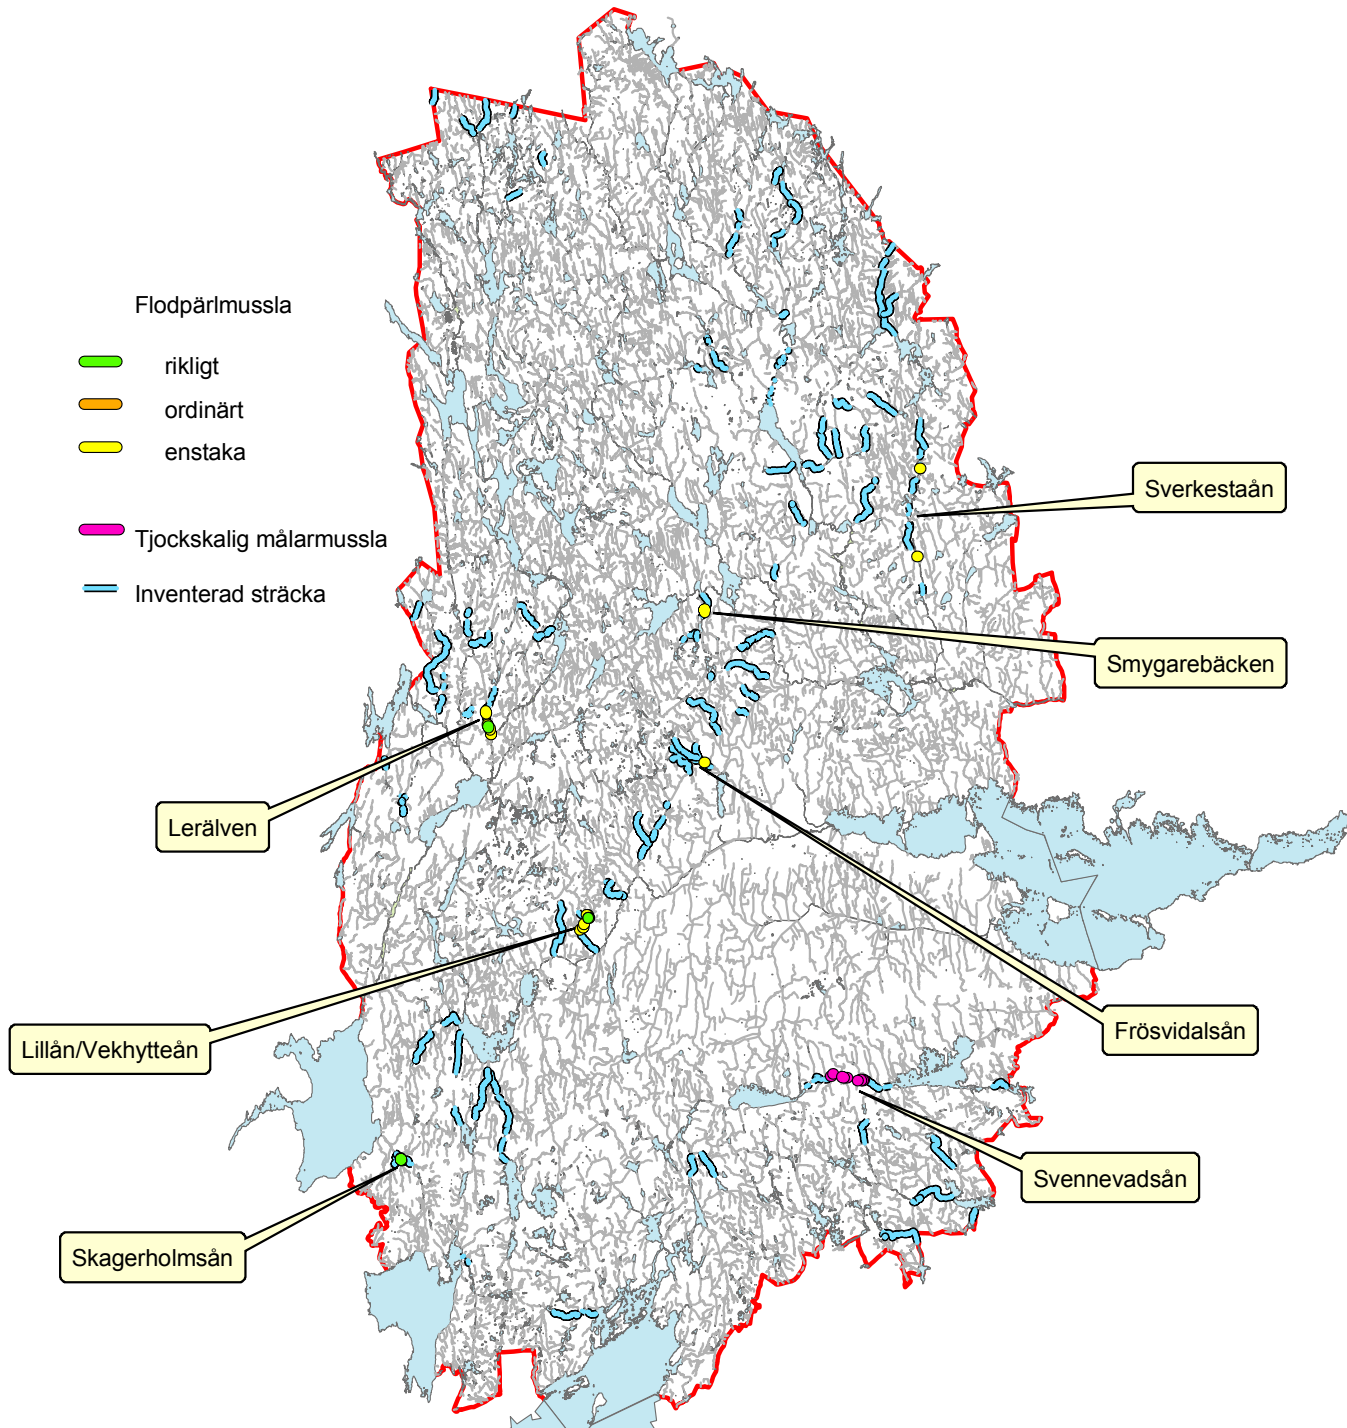 Flodpärlmussla
rikligt
ordinärt
enstaka
Tjockskalig målarmussla
Inventerad sträcka
Sverkestaån
Smygarebäcken
Lerälven
Frösvidalsån
Lillån/Vekhytteån
Svennevadsån
Skagerholmsån